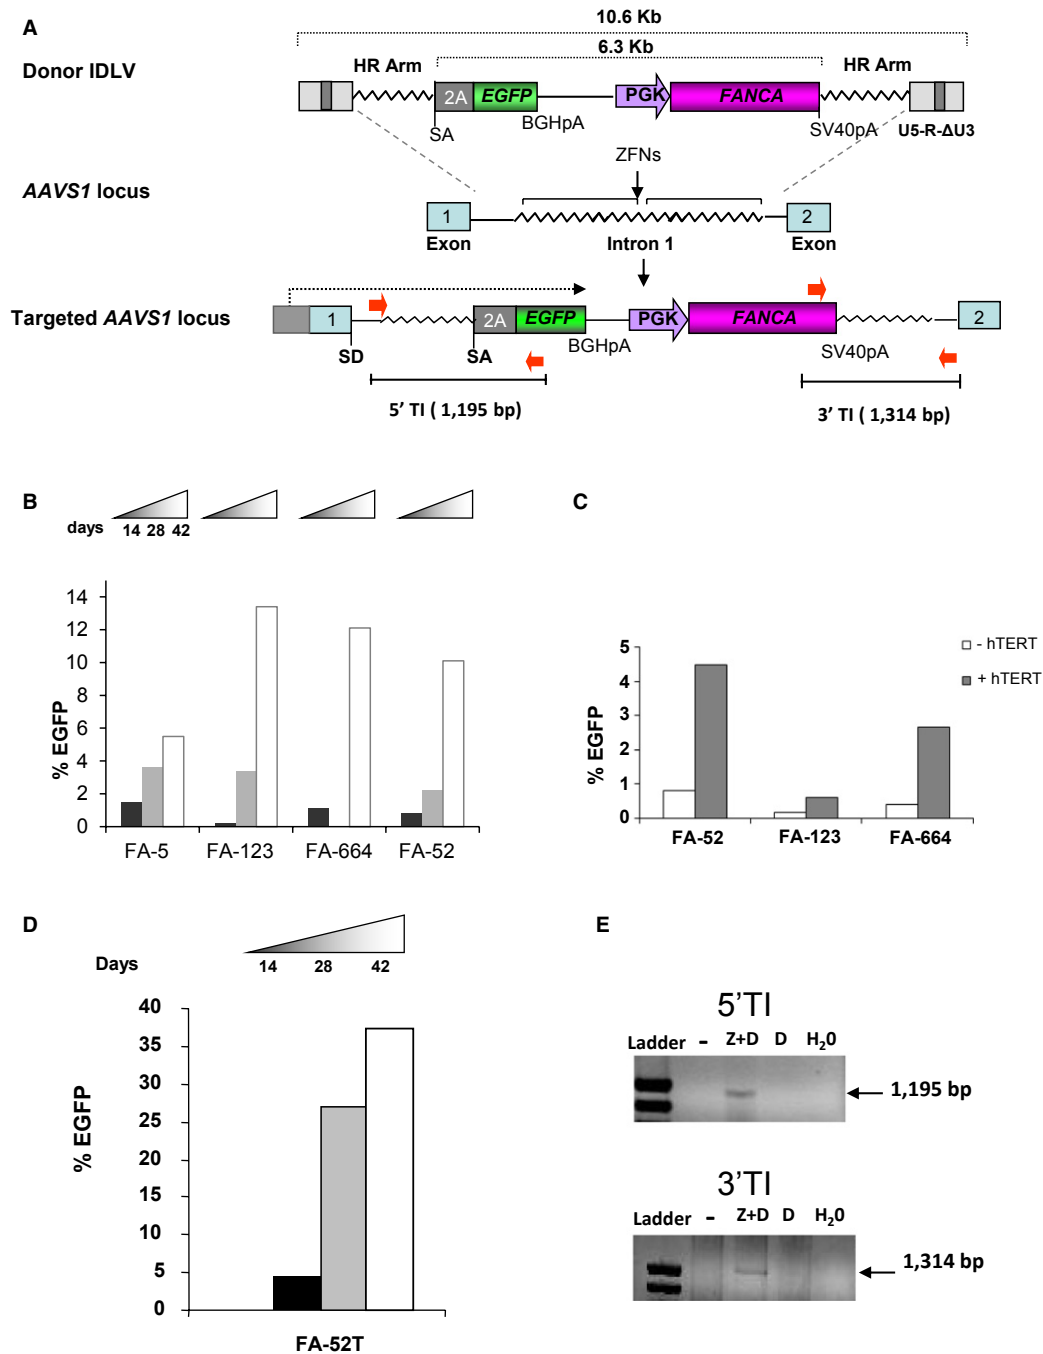 A
10.6 Kb
6.3 Kb
Donor IDLV
HR Arm
HR Arm
2A
EGFP
PGK
FANCA
SA
BGHpA
SV40pA
U5-R-ΔU3
ZFNs
AAVS1 locus
1
2
Exon
Intron 1
Exon
Targeted AAVS1 locus
1
2A
EGFP
PGK
FANCA
2
SD
SA
BGHpA
SV40pA
5’ TI ( 1,195 bp)
3’ TI ( 1,314 bp)
B
days
14 28 42
% EGFP
14
12
10
8
6
4
2
0
FA-5 FA-123 FA-664 FA-52
C
% EGFP
5
4
3
2
1
0
- hTERT
+ hTERT
FA-52 FA-123 FA-664
D
Days
14 28 42
% EGFP
40
35
30
25
20
15
10
5
0
FA-52T
E
5’TI
Ladder - Z+D D H20
1,195 bp
3’TI
Ladder - Z+D D H20
1,314 bp